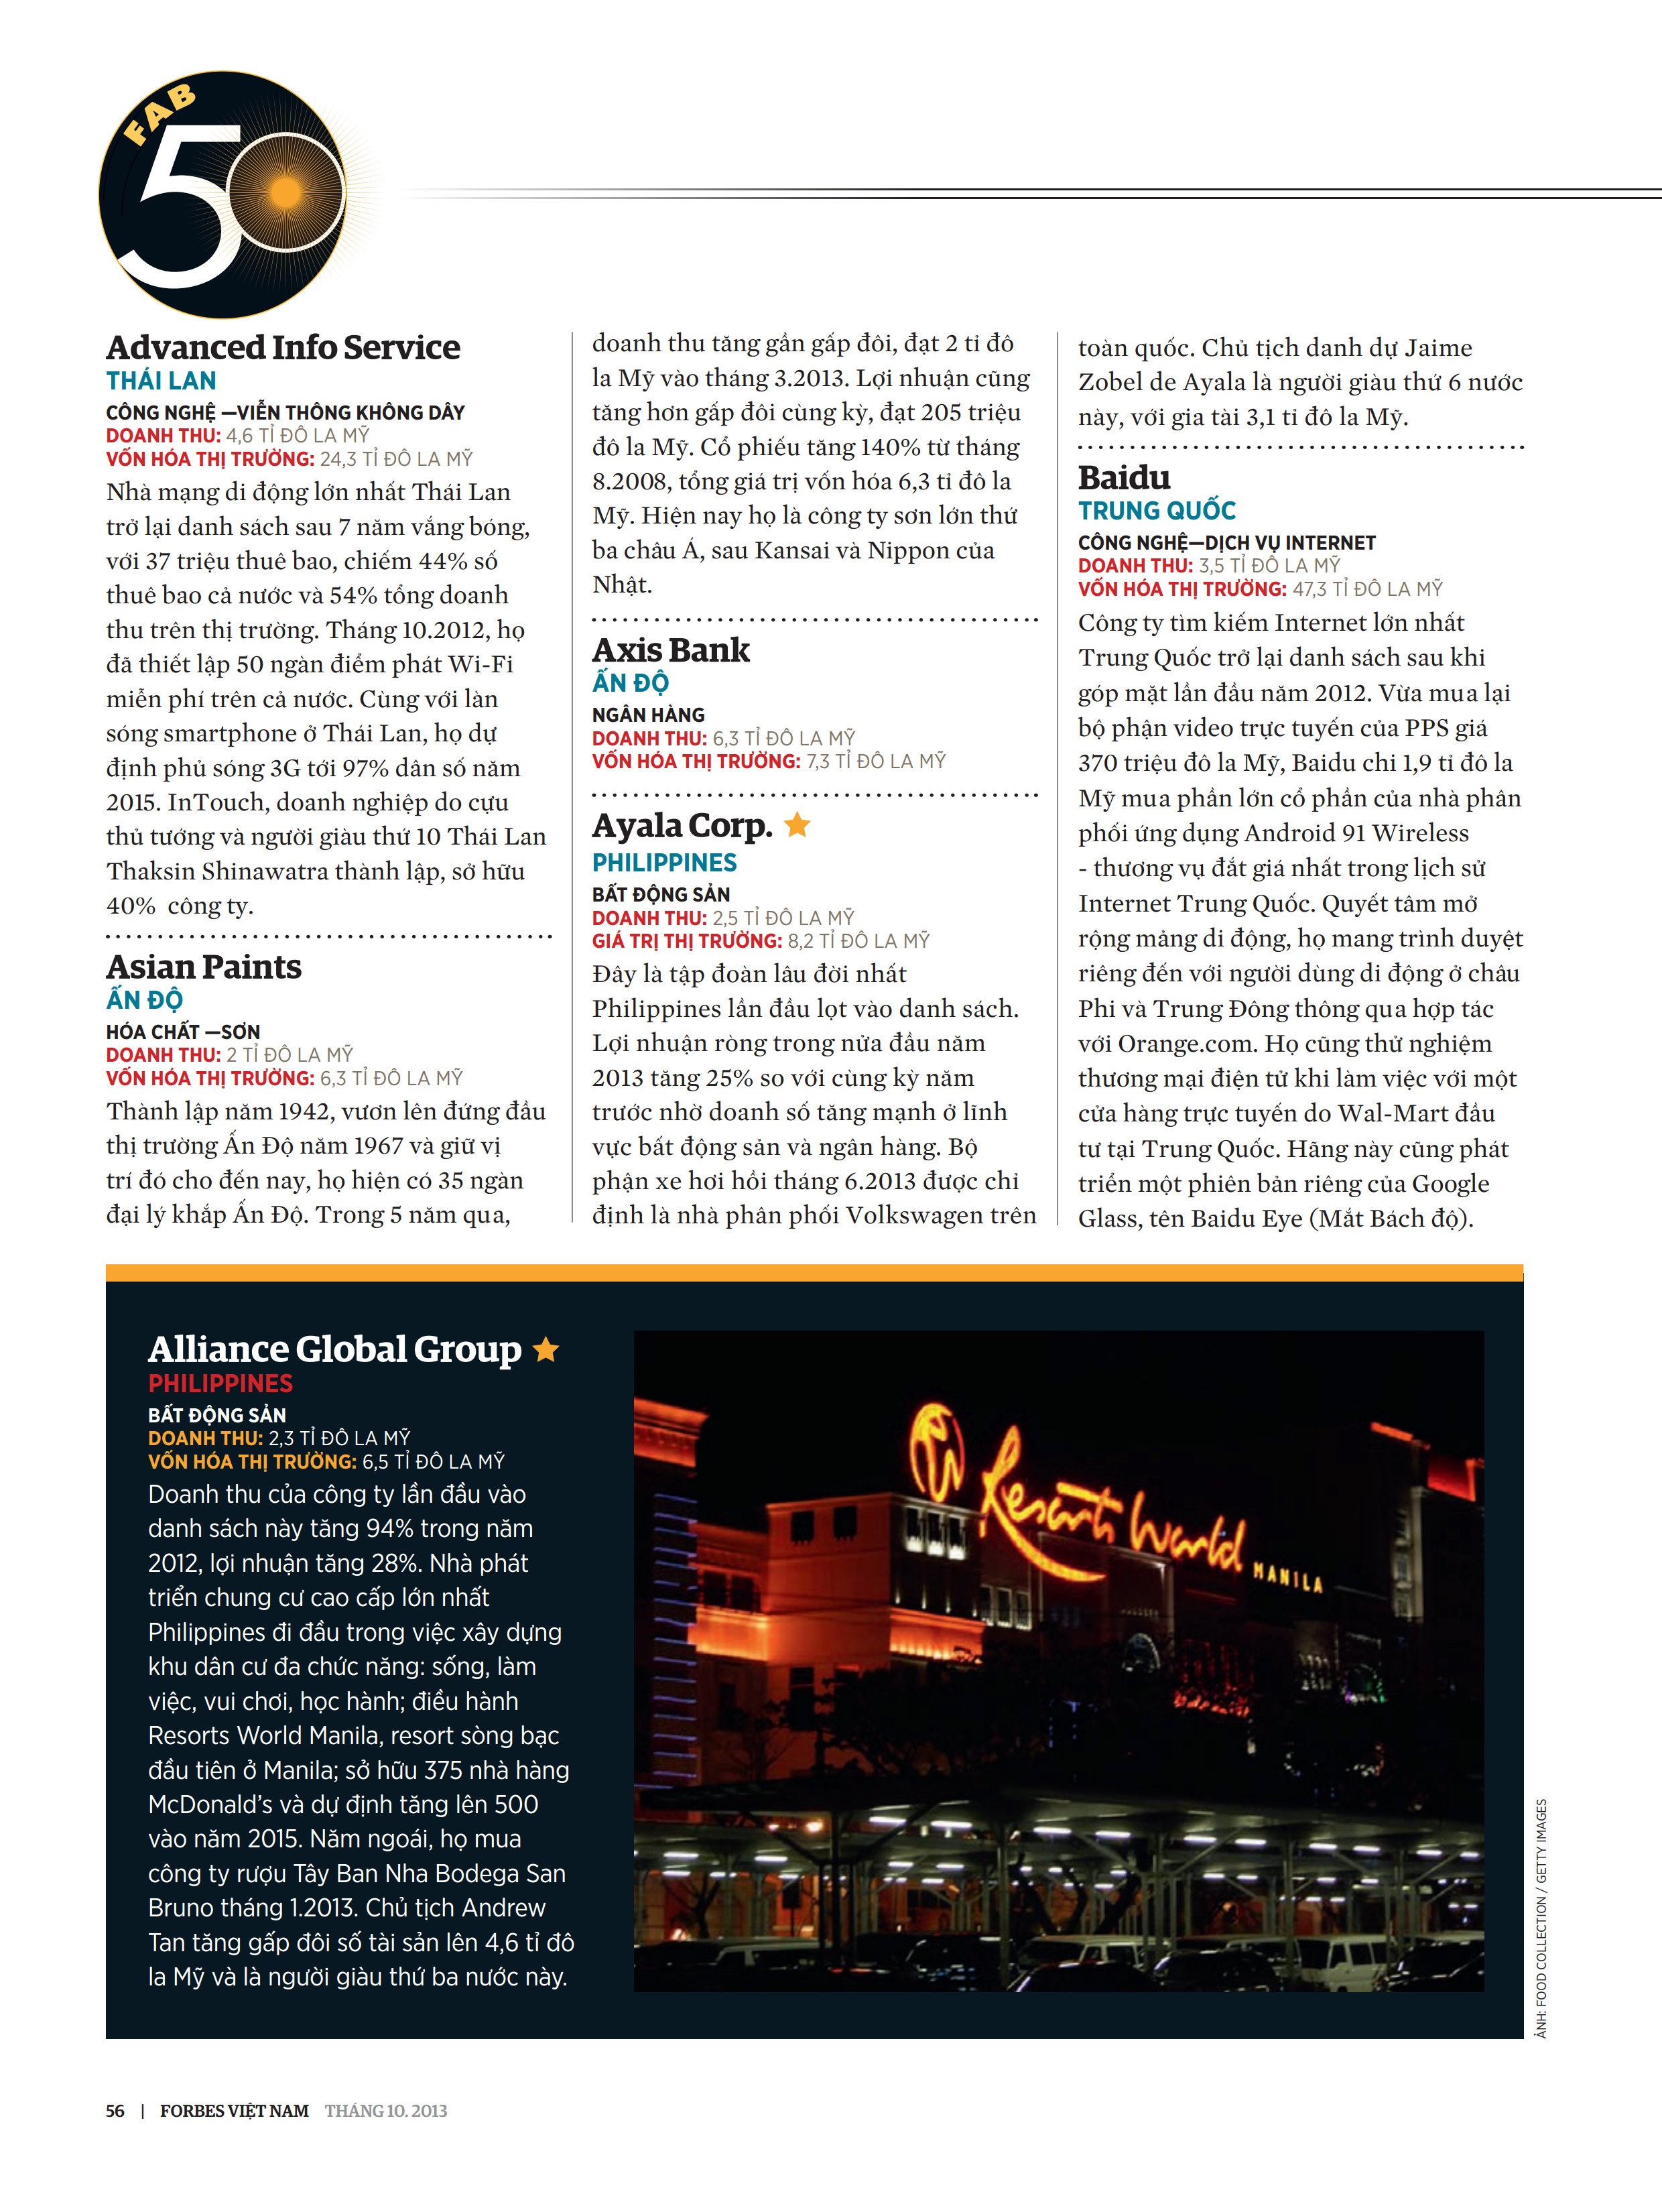 FAB
50
Advanced Info Service
THÁI LAN
CÔNG NGHỆ —VIỄN THÔNG KHÔNG DÂY
DOANH THU: 4,6 TỈ ĐÔ LA MỸ
VỐN HÓA THỊ TRƯỜNG: 24,3 TỈ ĐÔ LA MỸ
Nhà mạng di động lớn nhất Thái Lan
trở lại danh sách sau 7 năm vắng bóng,
với 37 triệu thuê bao, chiếm 44% số
thuê bao cả nước và 54% tổng doanh
thu trên thị trường. Tháng 10.2012, họ
đã thiết lập 50 ngàn điểm phát Wi-Fi
miễn phí trên cả nước. Cùng với làn
sóng smartphone ở Thái Lan, họ dự
định phủ sóng 3G tới 97% dân số năm
2015. InTouch, doanh nghiệp do cựu
thủ tướng và người giàu thứ 10 Thái Lan
Thaksin Shinawatra thành lập, sở hữu
40% công ty.
Asian Paints
ẤN ĐỘ
HÓA CHẤT —SƠN
DOANH THU: 2 TỈ ĐÔ LA MỸ
VỐN HÓA THỊ TRƯỜNG: 6,3 TỈ ĐÔ LA MỸ
Thành lập năm 1942, vươn lên đứng đầu
thị trường Ấn Độ năm 1967 và giữ vị
trí đó cho đến nay, họ hiện có 35 ngàn
đại lý khắp Ấn Độ. Trong 5 năm qua,
doanh thu tăng gần gấp đôi, đạt 2 tỉ đô
la Mỹ vào tháng 3.2013. Lợi nhuận cũng
tăng hơn gấp đôi cùng kỳ, đạt 205 triệu
đô la Mỹ. Cổ phiếu tăng 140% từ tháng
8.2008, tổng giá trị vốn hóa 6,3 tỉ đô la
Mỹ. Hiện nay họ là công ty sơn lớn thứ
ba châu Á, sau Kansai và Nippon của
Nhật.
Axis Bank
ẤN ĐỘ
NGÂN HÀNG
DOANH THU: 6,3 TỈ ĐÔ LA MỸ
VỐN HÓA THỊ TRƯỜNG: 7,3 TỈ ĐÔ LA MỸ
Ayala Corp.
PHILIPPINES
BẤT ĐỘNG SẢN
DOANH THU: 2,5 TỈ ĐÔ LA MỸ
GIÁ TRỊ THỊ TRƯỜNG: 8,2 TỈ ĐÔ LA MỸ
Đây là tập đoàn lâu đời nhất
Philippines lần đầu lọt vào danh sách.
Lợi nhuận ròng trong nửa đầu năm
2013 tăng 25% so với cùng kỳ năm
trước nhờ doanh số tăng mạnh ở lĩnh
vực bất động sản và ngân hàng. Bộ
phận xe hơi hồi tháng 6.2013 được chỉ
định là nhà phân phối Volkswagen trên
toàn quốc. Chủ tịch danh dự Jaime
Zobel de Ayala là người giàu thứ 6 nước
này, với gia tài 3,1 tỉ đô la Mỹ.
Baidu
TRUNG QUỐC
CÔNG NGHỆ—DỊCH VỤ INTERNET
DOANH THU: 3,5 TỈ ĐÔ LA MỸ
VỐN HÓA THỊ TRƯỜNG: 47,3 TỈ ĐÔ LA MỸ
Công ty tìm kiếm Internet lớn nhất
Trung Quốc trở lại danh sách sau khi
góp mặt lần đầu năm 2012. Vừa mua lại
bộ phận video trực tuyến của PPS giá
370 triệu đô la Mỹ, Baidu chi 1,9 tỉ đô la
Mỹ mua phần lớn cổ phần của nhà phân
phối ứng dụng Android 91 Wireless
- thương vụ đắt giá nhất trong lịch sử
Internet Trung Quốc. Quyết tâm mở
rộng mảng di động, họ mang trình duyệt
riêng đến với người dùng di động ở châu
Phi và Trung Đông thông qua hợp tác
với Orange.com. Họ cũng thử nghiệm
thương mại điện tử khi làm việc với một
cửa hàng trực tuyến do Wal-Mart đầu
tư tại Trung Quốc. Hãng này cũng phát
triển một phiên bản riêng của Google
Glass, tên Baidu Eye (Mắt Bách độ).
Alliance Global Group
PHILIPPINES
BẤT ĐỘNG SẢN
DOANH THU: 2,3 TỈ ĐÔ LA MỸ
VỐN HÓA THỊ TRƯỜNG: 6,5 TỈ ĐÔ LA MỸ
Doanh thu của công ty lần đầu vào
danh sách này tăng 94% trong năm
2012, lợi nhuận tăng 28%. Nhà phát
triển chung cư cao cấp lớn nhất
Philippines đi đầu trong việc xây dựng
khu dân cư đa chức năng: sống, làm
việc, vui chơi, học hành; điều hành
Resorts World Manila, resort sòng bạc
đầu tiên ở Manila; sở hữu 375 nhà hàng
McDonald's và dự định tăng lên 500
vào năm 2015. Năm ngoái, họ mua
công ty rượu Tây Ban Nha Bodega San
Bruno tháng 1.2013. Chủ tịch Andrew
Tan tăng gấp đôi số tài sản lên 4,6 tỉ đô
la Mỹ và là người giàu thứ ba nước này.
Resorts World MANILA
ẢNH: FOOD COLLECTION / GETTY IMAGES
56 | FORBES VIỆT NAM THÁNG 10. 2013